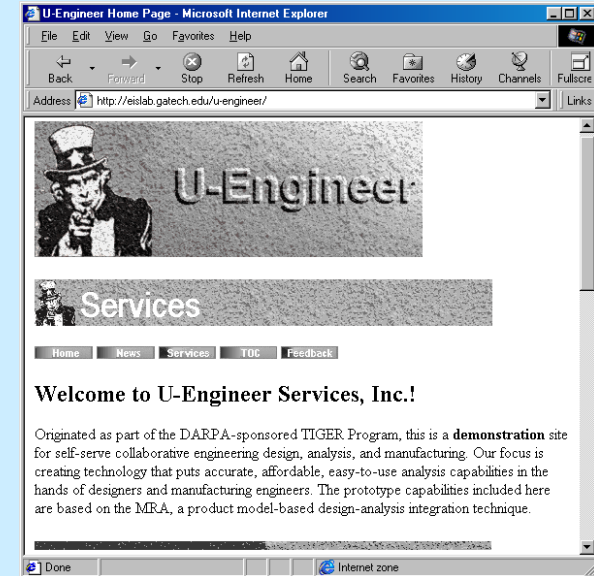 U-Engineer Home Page - Microsoft Internet Explorer
File Edit View Go Favorites Help
Back Forward Stop Refresh Home Search Favorites History Channels Fullscre
Address http://eislab.gatech.edu/u-engineer/ Links
U-Engineer
Services
Home News Services TOC Feedback
Welcome to U-Engineer Services, Inc.!
Originated as part of the DARPA-sponsored TIGER Program, this is a demonstration site
for self-serve collaborative engineering design, analysis, and manufacturing. Our focus is
creating technology that puts accurate, affordable, easy-to-use analysis capabilities in the
hands of designers and manufacturing engineers. The prototype capabilities included here
are based on the MRA, a product model-based design-analysis integration technique.
Done Internet zone